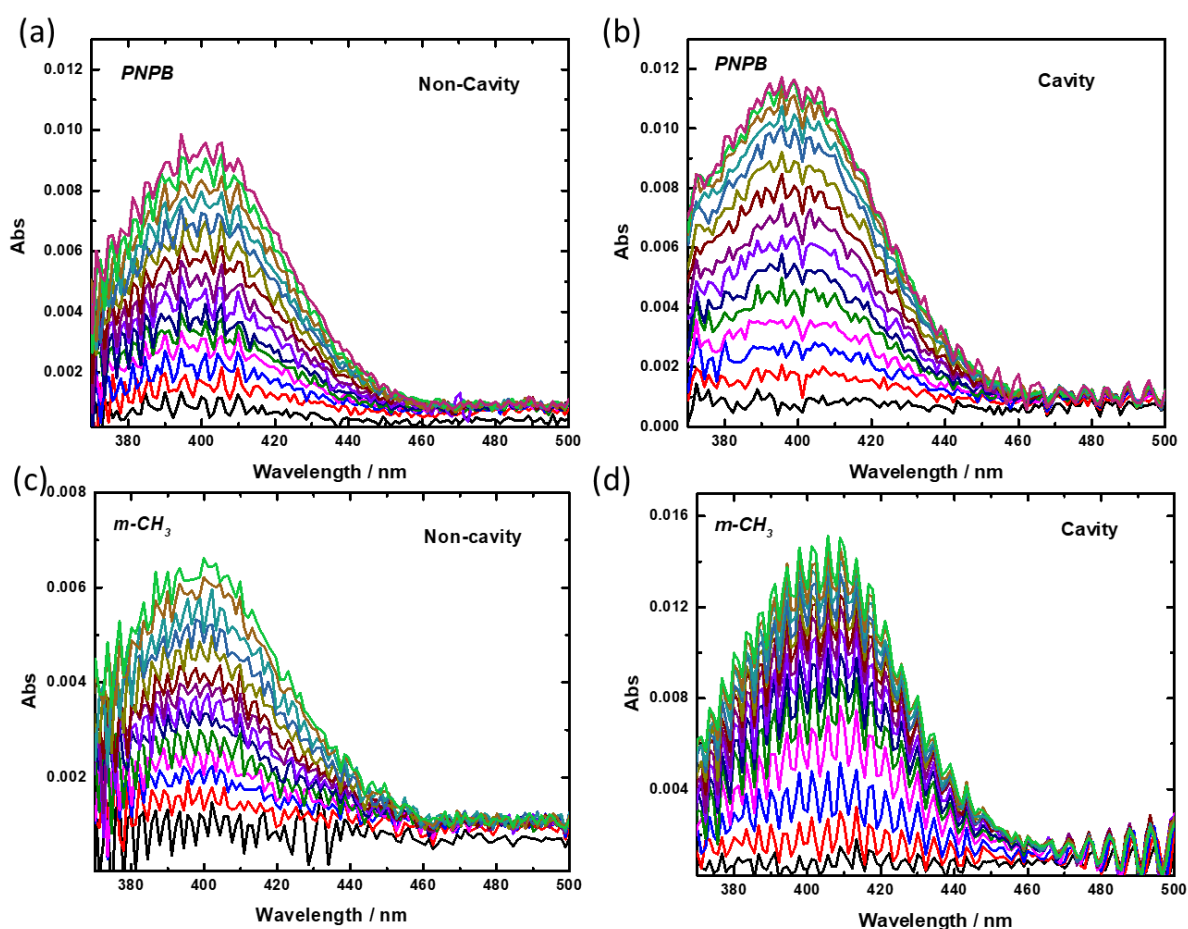 (a)
PNPB
Non-Cavity
0.012
0.010
0.008
0.006
0.004
0.002
Abs
380 400 420 440 460 480 500
Wavelength / nm
(b)
PNPB
Cavity
0.012
0.010
0.008
0.006
0.004
0.002
0.000
Abs
380 400 420 440 460 480 500
Wavelength / nm
(c)
m-CH3
Non-cavity
0.008
0.006
0.004
0.002
Abs
380 400 420 440 460 480 500
Wavelength / nm
(d)
m-CH3
Cavity
0.016
0.012
0.008
0.004
Abs
380 400 420 440 460 480 500
Wavelength / nm